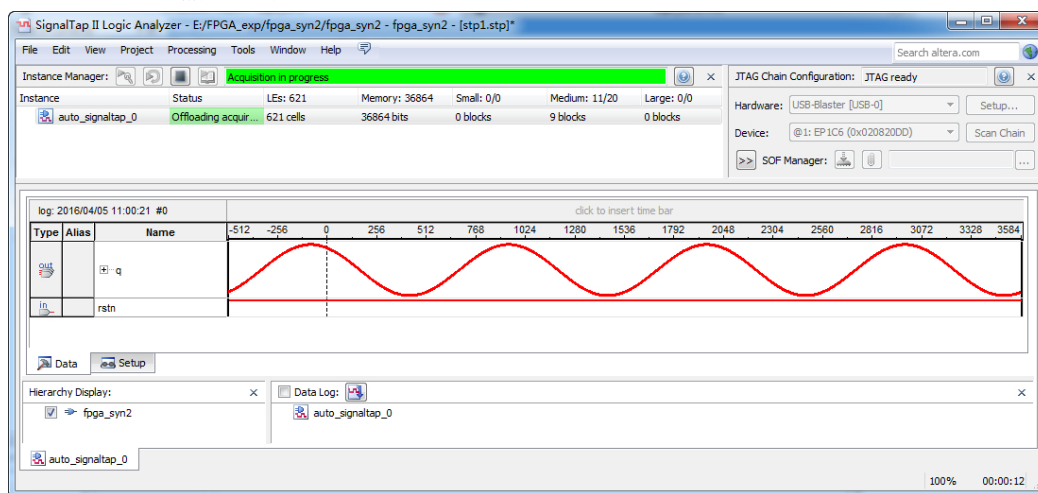 SignalTap II Logic Analyzer - E:/FPGA_exp/fpga_syn2/fpga_syn2 - fpga_syn2 - [stp1.stp]*
File Edit View Project Processing Tools Window Help Search altera.com
Instance Manager: Acquisition in progress
Instance Status LEs: 621 Memory: 36864 Small: 0/0 Medium: 11/20 Large: 0/0
auto_signaltap_0 Offloading acquir... 621 cells 36864 bits 0 blocks 9 blocks 0 blocks
JTAG Chain Configuration: JTAG ready
Hardware: USB-Blaster [USB-0] Setup...
Device: @1: EP1C6 (0x020820DD) Scan Chain
>> SOF Manager: ...
log: 2016/04/05 11:00:21 #0 click to insert time bar
Type Alias Name -512 -256 0 256 512 768 1024 1280 1536 1792 2048 2304 2560 2816 3072 3328 3584
out q
in rstn
Data Setup
Hierarchy Display: Data Log:
fpga_syn2 auto_signaltap_0
auto_signaltap_0
100% 00:00:12